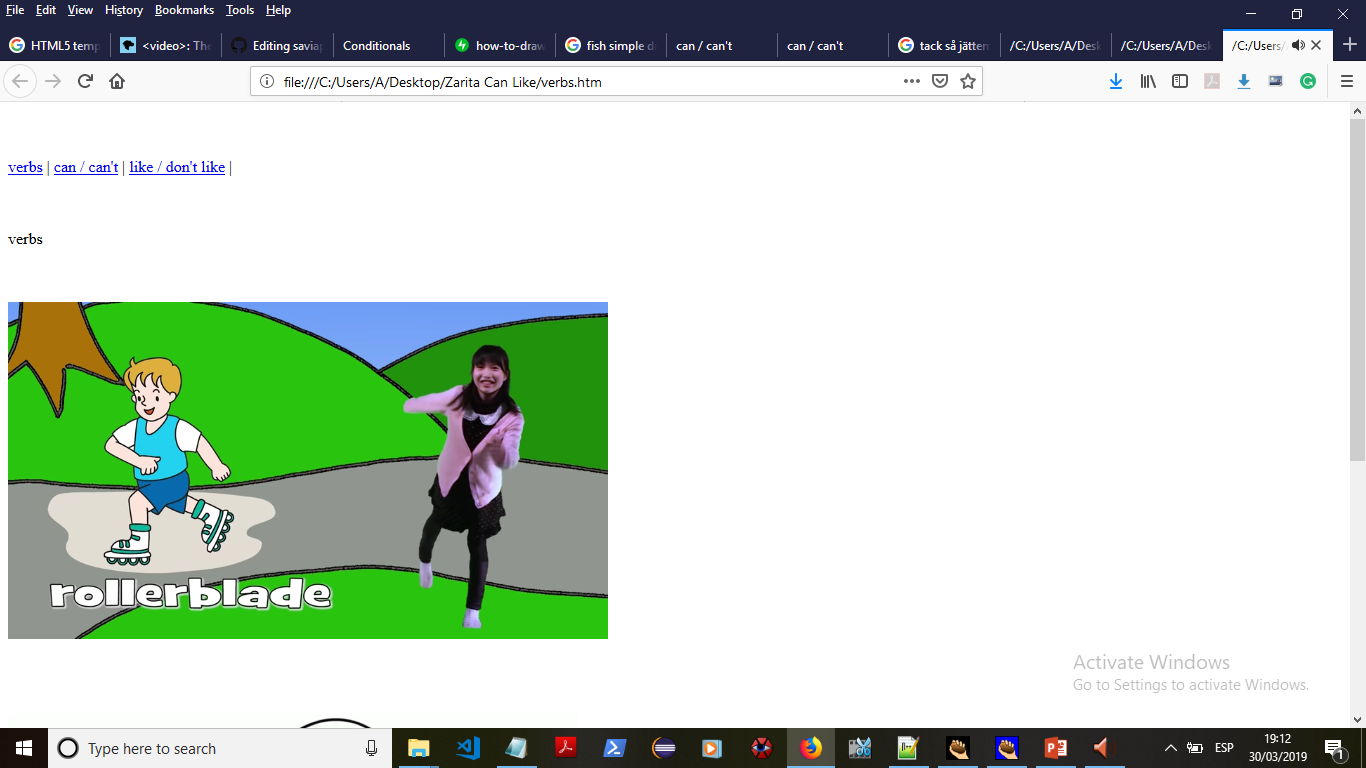 File Edit View History Bookmarks Tools Help
HTML5 temp <video>: The Editing savia Conditionals how-to-draw fish simple d can / can't can / can't tack så jättem /C:/Users/A/Desk /C:/Users/A/Desk /C:/Users/
file:///C:/Users/A/Desktop/Zarita Can Like/verbs.htm
verbs | can / can't | like / don't like |
verbs
rollerblade
Activate Windows
Go to Settings to activate Windows.
Type here to search
ESP
19:12
30/03/2019
1